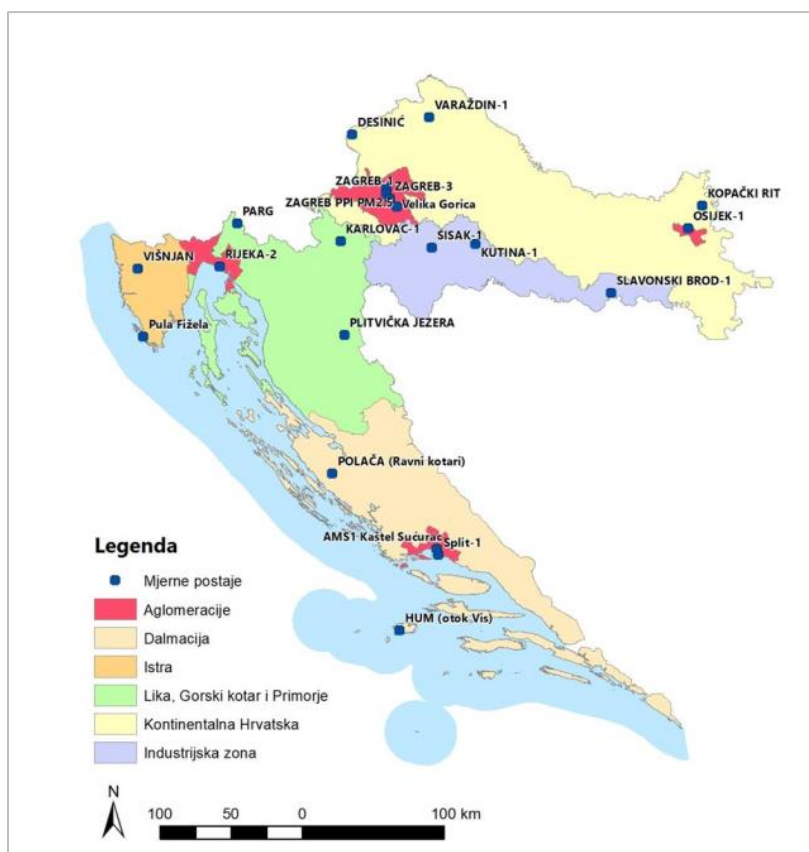 VARAŽDIN-1
DESINIĆ
ZAGREB-1
ZAGREB-3
ZAGREB PPI PM2.5
Velika Gorica
KOPAČKI RIT
OSIJEK-1
PARG
KARLOVAC-1
SISAK-1
KUTINA-1
VIŠNJAN
RIJEKA-2
SLAVONSKI BROD-1
Pula Fižela
PLITVIČKA JEZERA
POLAČA (Ravni kotari)
AMS1 Kaštel Sućurac
Split-1
HUM (otok Vis)
Legenda
Mjerne postaje
Aglomeracije
Dalmacija
Istra
Lika, Gorski kotar i Primorje
Kontinentalna Hrvatska
Industrijska zona
N
100 50 0 100 km